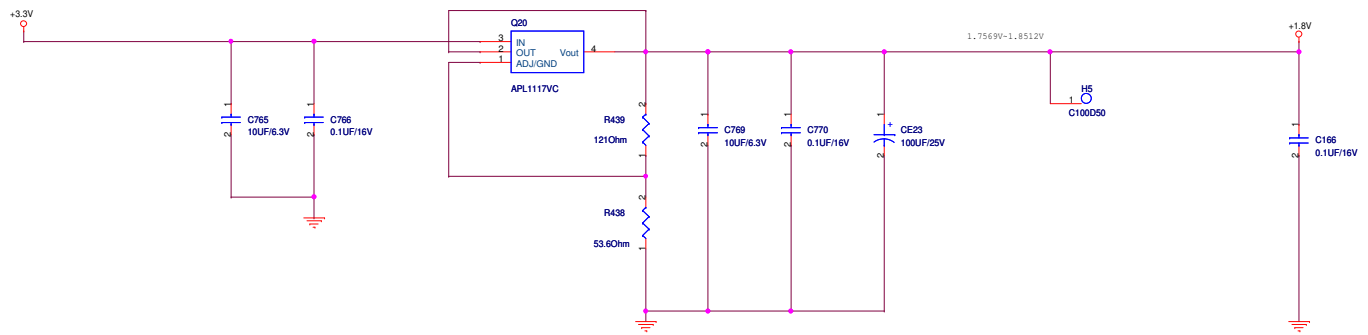 +3.3V
Q20
3 IN
2 OUT Vout 4
1 ADJ/GND
APL1117VC
1.7569V-1.8512V
+1.8V
H5
1
C100D50
1
C765
10UF/6.3V
2
1
C766
0.1UF/16V
2
2
R439
121Ohm
1
2
R438
53.6Ohm
1
1
C769
10UF/6.3V
2
1
C770
0.1UF/16V
2
1
+
CE23
100UF/25V
2
1
C166
0.1UF/16V
2